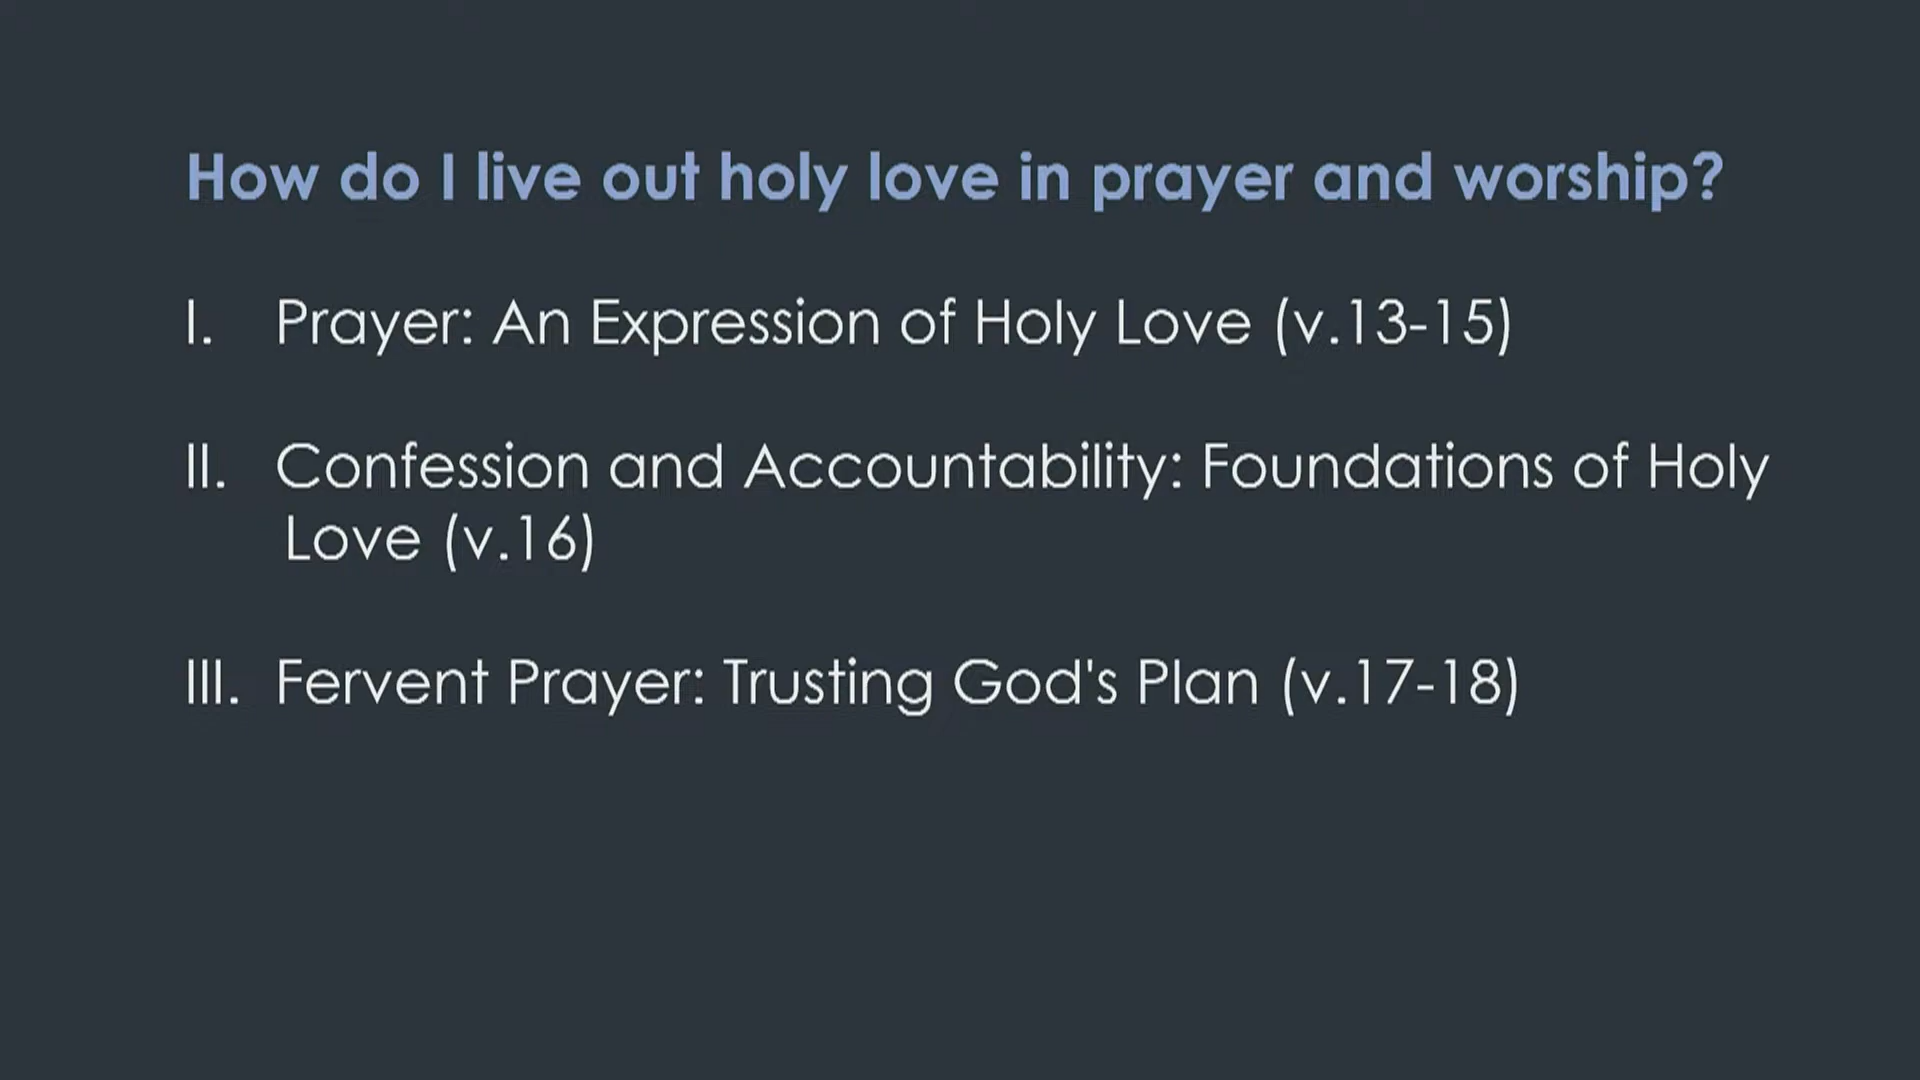 How do I live out holy love in prayer and worship?
I. Prayer: An Expression of Holy Love (v.13-15)
II. Confession and Accountability: Foundations of Holy
Love (v.16)
III. Fervent Prayer: Trusting God's Plan (v.17-18)